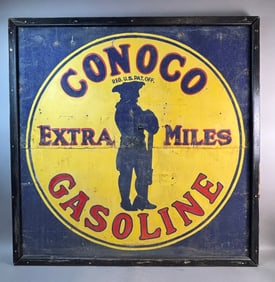 CONOCO
REG. U.S. PAT. OFF.
EXTRA MILES
GASOLINE